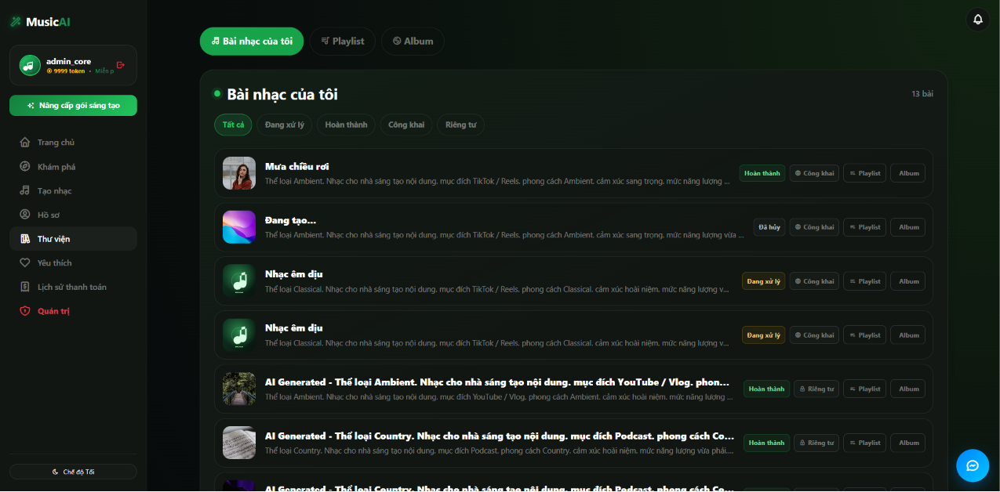 MusicAI
admin_core
9999 token • Miễn p
Nâng cấp gói sáng tạo
Trang chủ
Khám phá
Tạo nhạc
Hồ sơ
Thư viện
Yêu thích
Lịch sử thanh toán
Quản trị
Chế độ Tối
Bài nhạc của tôi
Playlist
Album
Bài nhạc của tôi
13 bài
Tất cả
Đang xử lý
Hoàn thành
Công khai
Riêng tư
Mưa chiều rơi
Thể loại Ambient. Nhạc cho nhà sáng tạo nội dung. mục đích TikTok / Reels. phong cách Ambient. cảm xúc sang trọng. mức năng lượng ...
Hoàn thành
Công khai
Playlist
Album
Đang tạo...
Thể loại Ambient. Nhạc cho nhà sáng tạo nội dung. mục đích TikTok / Reels. phong cách Ambient. cảm xúc sang trọng. mức năng lượng vừa ...
Đã hủy
Công khai
Playlist
Album
Nhạc êm dịu
Thể loại Classical. Nhạc cho nhà sáng tạo nội dung. mục đích TikTok / Reels. phong cách Classical. cảm xúc hoài niệm. mức năng lượng v...
Đang xử lý
Công khai
Playlist
Album
Nhạc êm dịu
Thể loại Classical. Nhạc cho nhà sáng tạo nội dung. mục đích TikTok / Reels. phong cách Classical. cảm xúc hoài niệm. mức năng lượng v...
Đang xử lý
Công khai
Playlist
Album
AI Generated - Thể loại Ambient. Nhạc cho nhà sáng tạo nội dung. mục đích YouTube / Vlog. phon...
Thể loại Ambient. Nhạc cho nhà sáng tạo nội dung. mục đích YouTube / Vlog. phong cách Ambient. cảm xúc hoài niệm. mức năng lượng ...
Hoàn thành
Riêng tư
Playlist
Album
AI Generated - Thể loại Country. Nhạc cho nhà sáng tạo nội dung. mục đích Podcast. phong cách Co...
Thể loại Country. Nhạc cho nhà sáng tạo nội dung. mục đích Podcast. phong cách Country. cảm xúc hoài niệm. mức năng lượng vừa phải....
Hoàn thành
Riêng tư
Playlist
Album
AI Generated - Thể loại Country. Nhạc cho nhà sáng tạo nội dung. mục đích Podcast. phong cách Co...